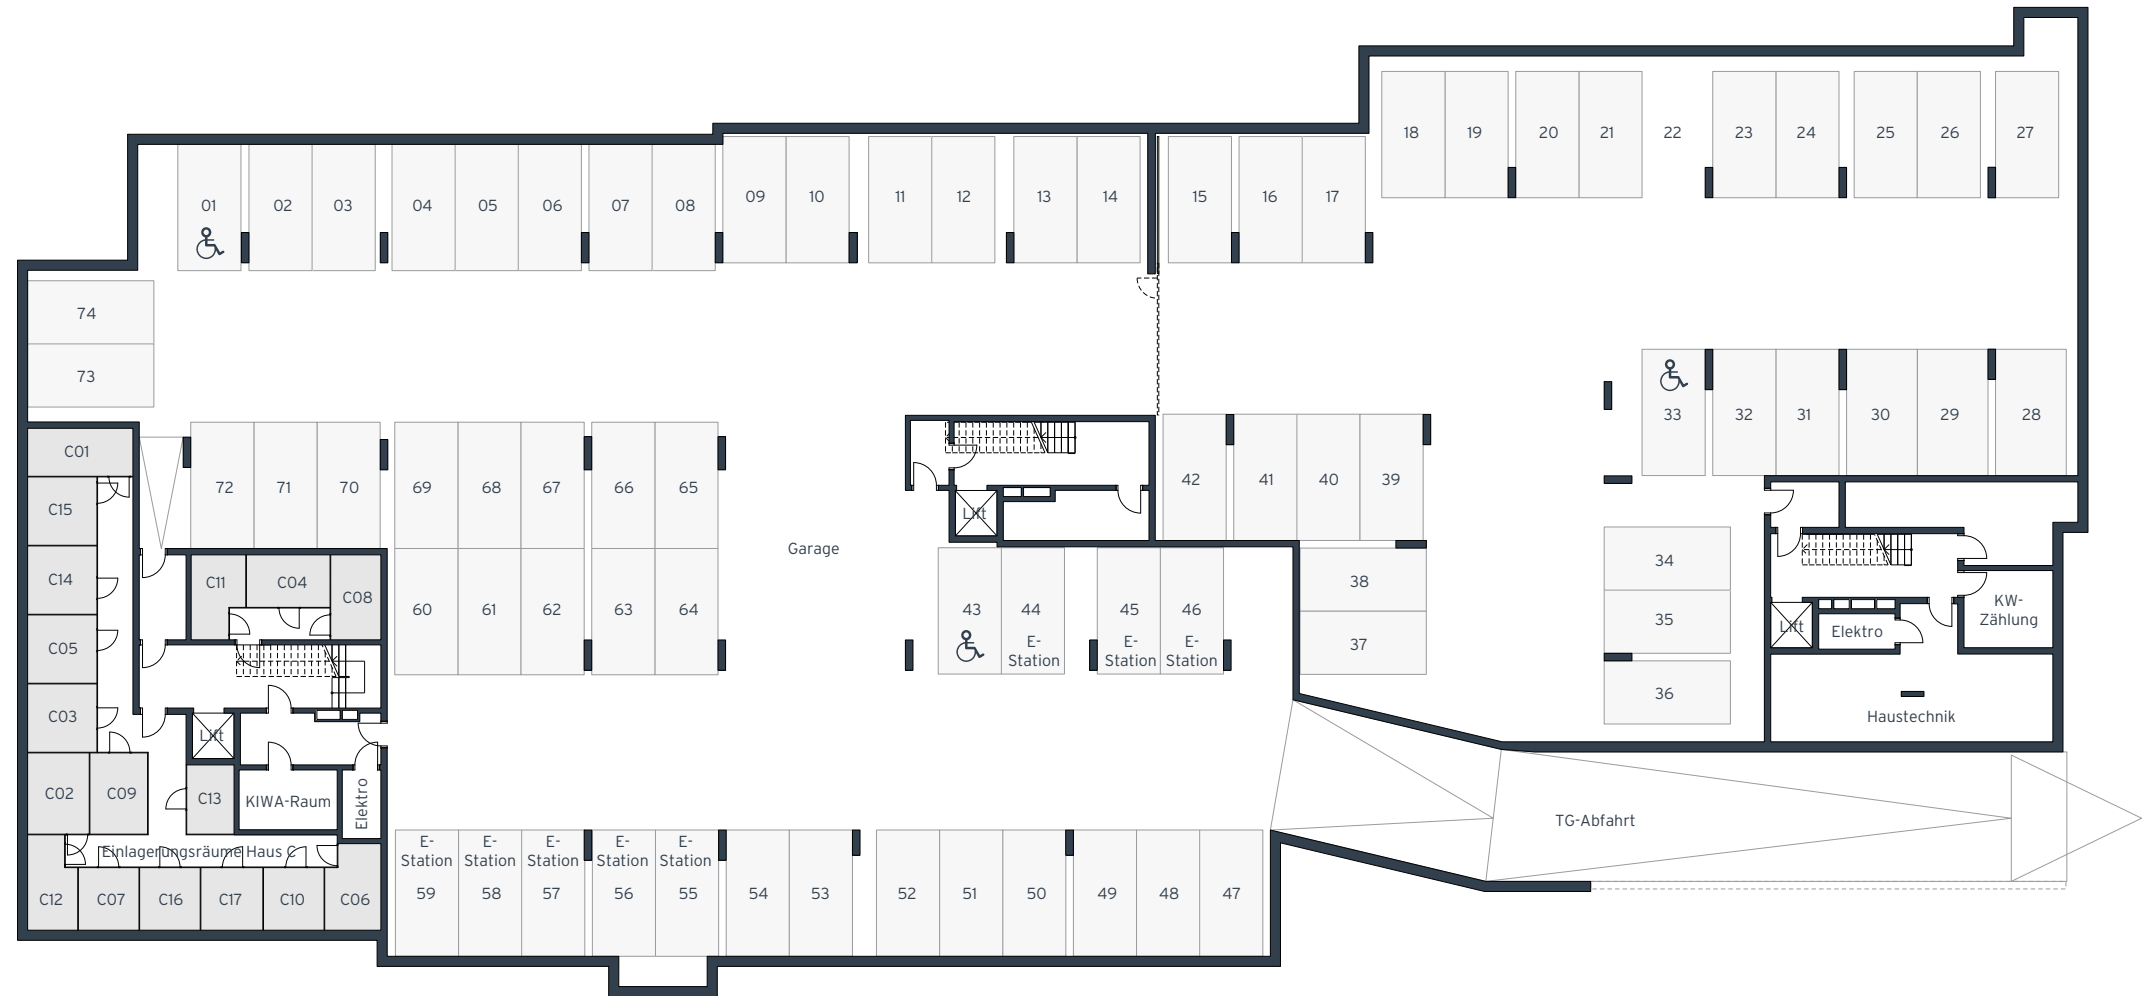 18 19 20 21 22 23 24 25 26 27
01 02 03 04 05 06 07 08 09 10 11 12 13 14 15 16 17
74
73
33 32 31 30 29 28
C01
72 71 70 69 68 67 66 65
Lift
42 41 40 39
C15
Garage
34
C14
C11 C04 C08
60 61 62 63 64
43 44 45 46
E-
Station
E-
Station
E-
Station
38
37
35
36
Lift
Elektro
KW-
Zählung
Haustechnik
C05
C03
Lift
C02 C09 C13
KIWA-Raum
Elektro
Einlagerungsräume Haus C
C12 C07 C16 C17 C10 C06
E-
Station
59
E-
Station
58
E-
Station
57
E-
Station
56
E-
Station
55
54 53 52 51 50 49 48 47
TG-Abfahrt